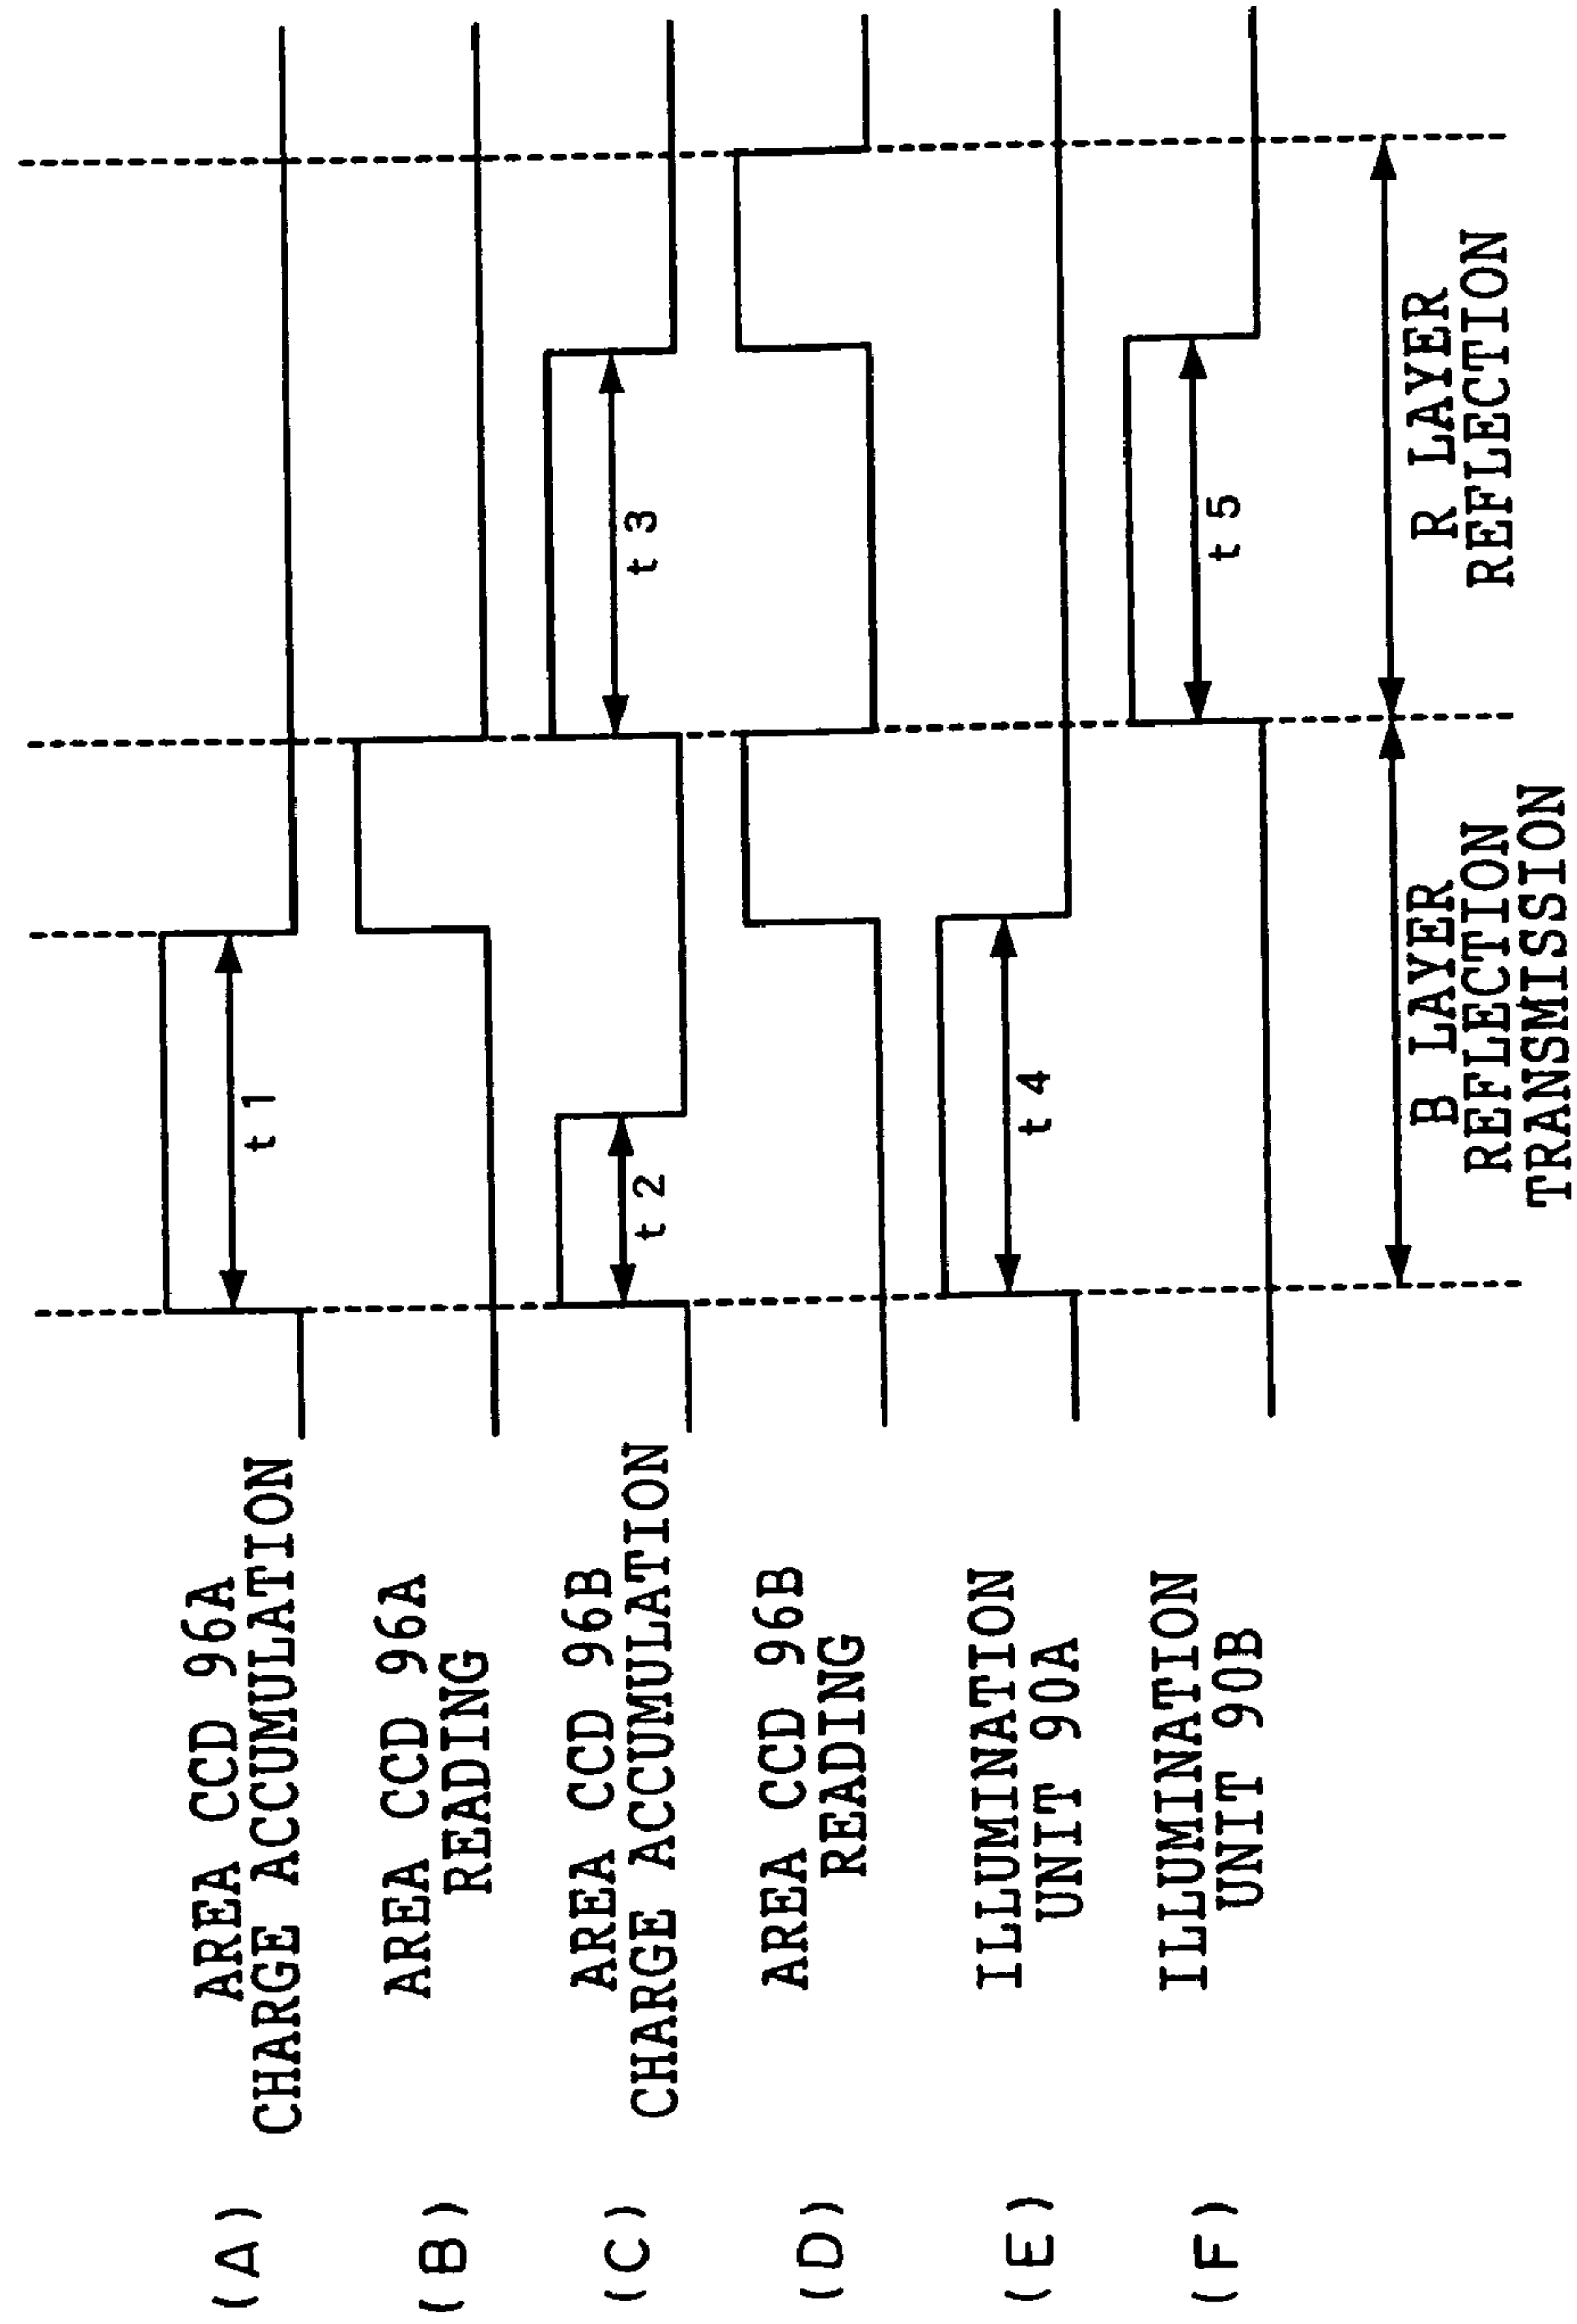 (A) AREA CCD 96A
CHARGE ACCUMULATION
t1
(B) AREA CCD 96A
READING
(C) AREA CCD 96B
CHARGE ACCUMULATION
t2
t3
(D) AREA CCD 96B
READING
(E) ILLUMINATION
UNIT 90A
t4
(F) ILLUMINATION
UNIT 90B
t5
B LAYER
REFLECTION
TRANSMISSION
R LAYER
REFLECTION